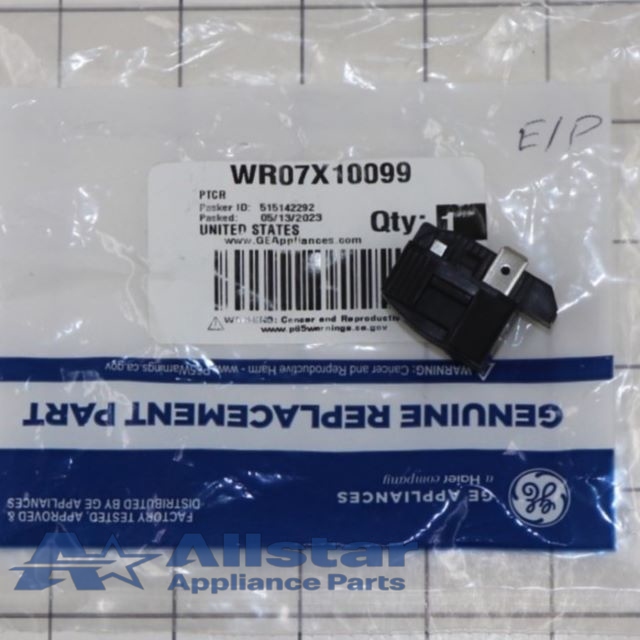 E/P
WR07X10099
PTCR
Packer ID: 515142292
Packed: 05/13/2023
UNITED STATES
Qty: 1
www.GEAppliances.com
WARNING: Cancer and Reproductive
www.p65warnings.ca.gov
WARNING: Cancer and Reproductive Harm - www.P65Warnings.ca.gov
GENUINE REPLACEMENT PART
GE APPLIANCES
a Haier company
GE
FACTORY TESTED, APPROVED &
DISTRIBUTED BY GE APPLIANCES
Allstar
Appliance Parts